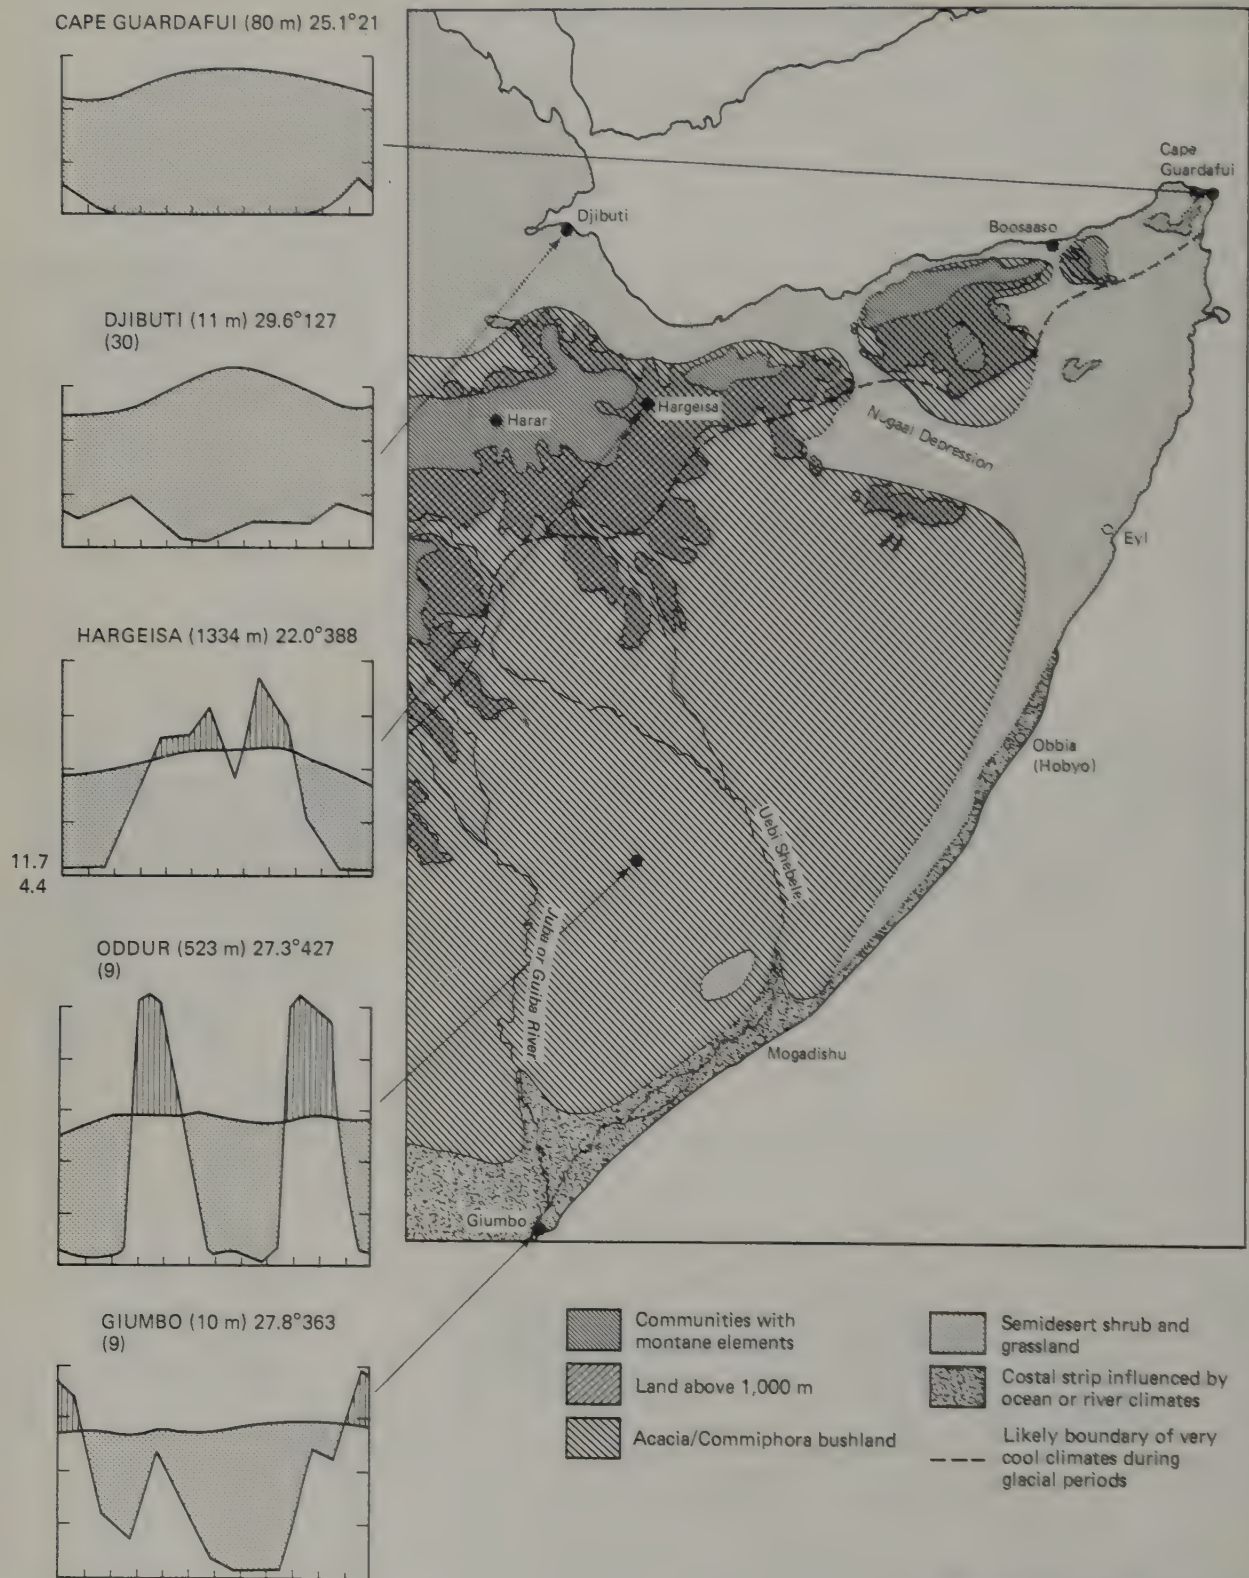 CAPE GUARDAFUI (80 m) 25.1°21
DJIBUTI (11 m) 29.6°127
(30)
HARGEISA (1334 m) 22.0°388
11.7
4.4
ODDUR (523 m) 27.3°427
(9)
GIUMBO (10 m) 27.8°363
(9)
Cape
Guardafui
Djibuti
Boosaaso
Harar
Hargeisa
Nugaal Depression
Eyl
Obbia
(Hobyo)
Uebi Shebele
Juba or Guiba River
Mogadishu
Giumbo
Communities with
montane elements
Land above 1,000 m
Acacia/Commiphora bushland
Semidesert shrub and
grassland
Costal strip influenced by
ocean or river climates
Likely boundary of very
cool climates during
glacial periods